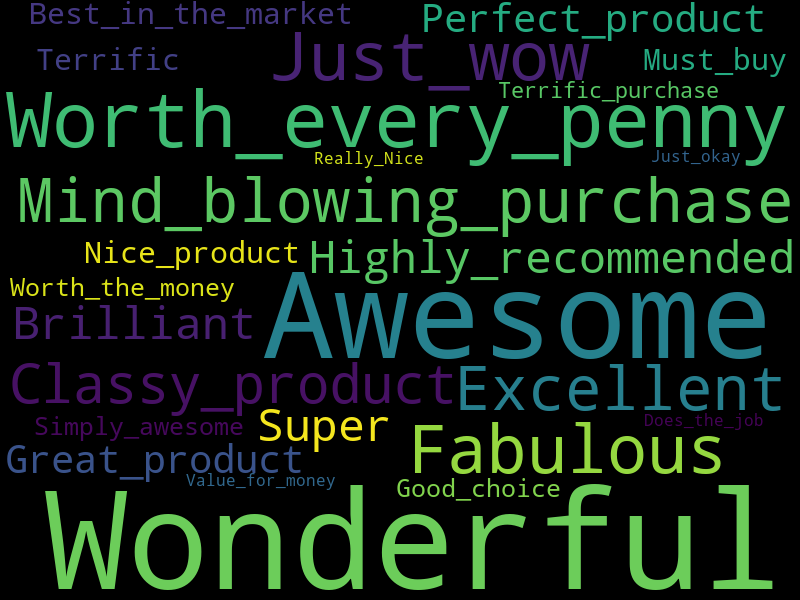 Best_in_the_market
Perfect_product
Just_wow
Terrific
Must_buy
Terrific_purchase
Worth_every_penny
Really_Nice
Just_okay
Mind_blowing_purchase
Nice_product
Highly_recommended
Worth_the_money
Awesome
Brilliant
Classy_product
Excellent
Simply_awesome
Super
Does_the_job
Fabulous
Great_product
Value_for_money
Good_choice
Wonderful